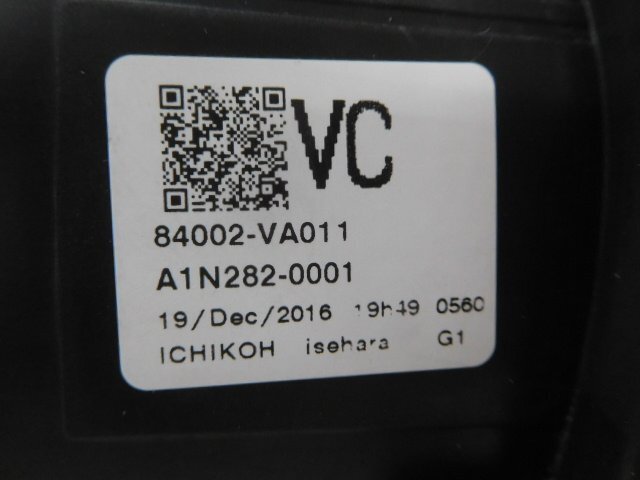 VC
84002-VA011
A1N282-0001
19/Dec/2016 19h49 0560
ICHIKOH isehara G1